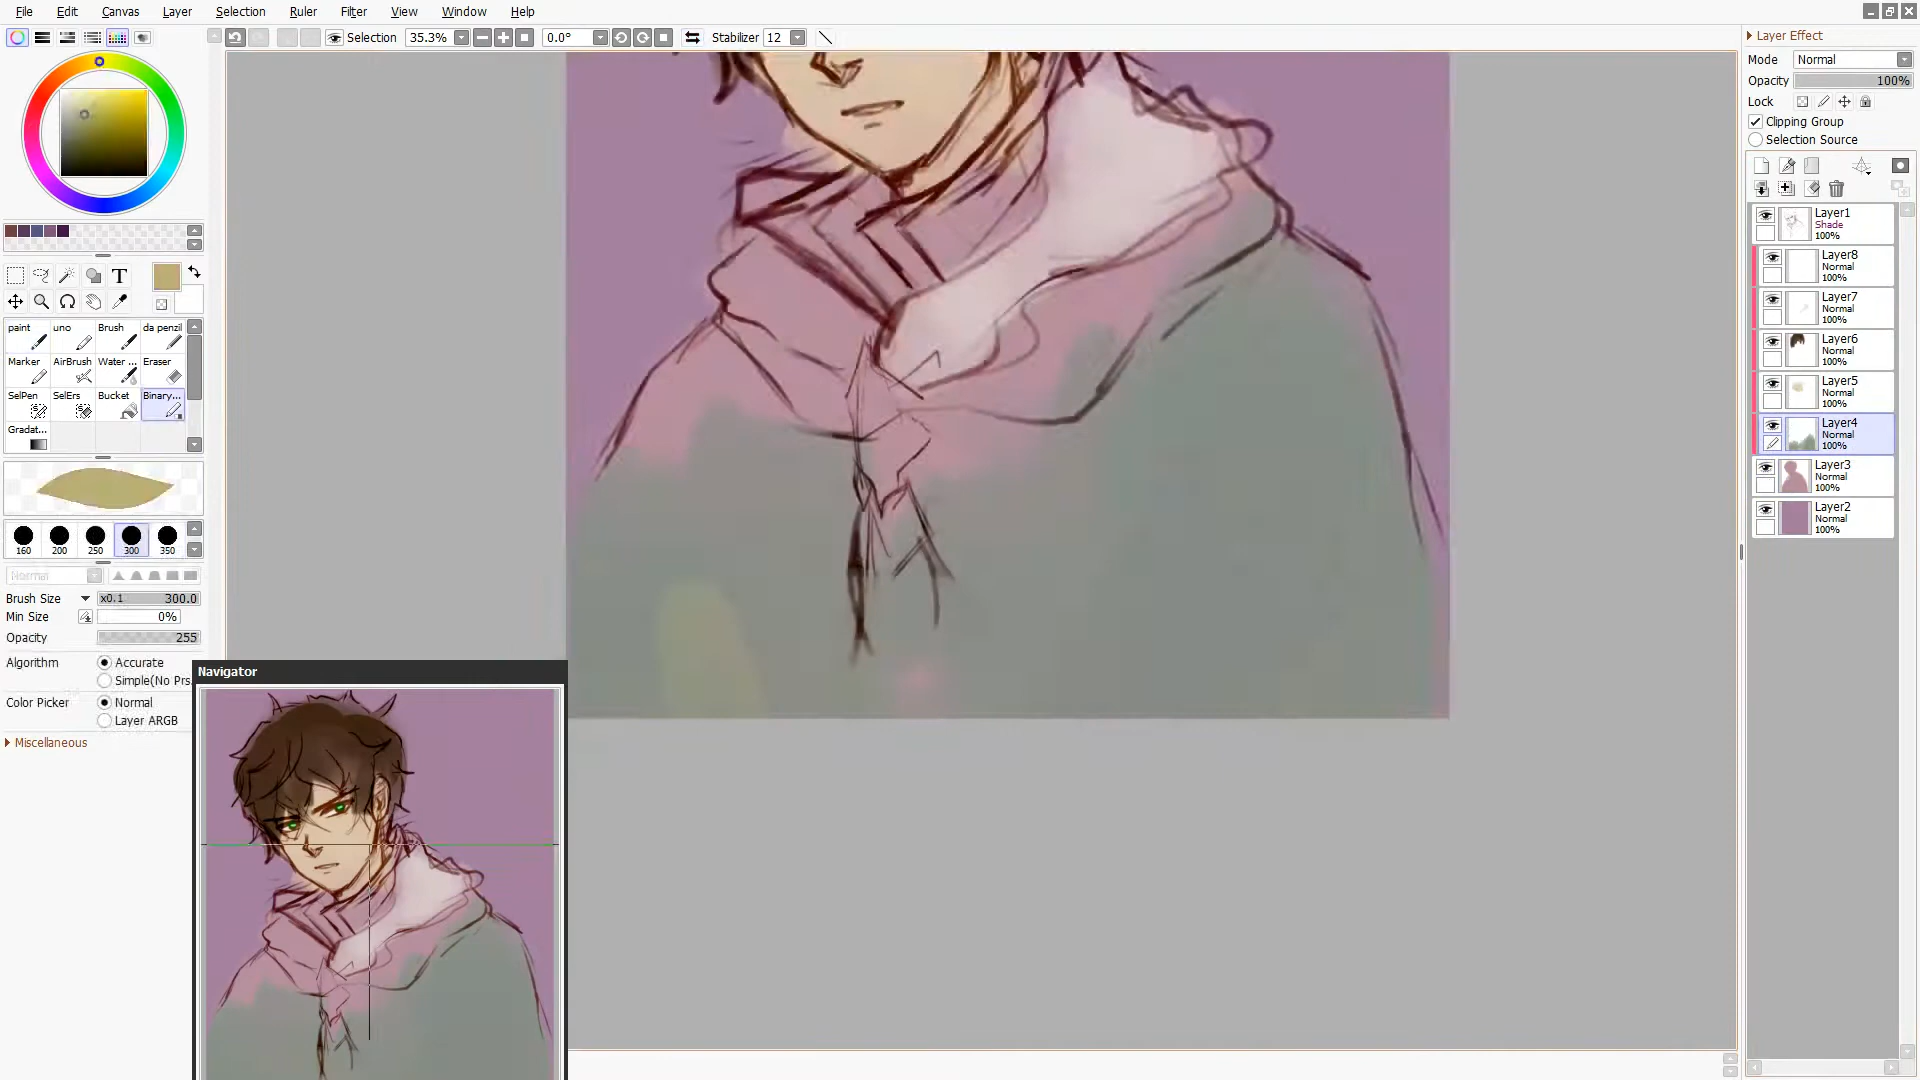 File Edit Canvas Layer Selection Ruler Filter View Window Help
Selection 35.3% 0.0° Stabilizer 12
Layer Effect
Mode Normal
Opacity 100%
Lock
Clipping Group
Selection Source
T
paint uno Brush da penzil
Marker AirBrush Water ... Eraser
SelPen SelErs Bucket Binary...
Gradat...
160 200 250 300 350
Normal
Brush Size x0.1 300.0
Min Size 0%
Opacity 255
Algorithm Accurate
Simple(No Prs.
Color Picker Normal
Layer ARGB
Miscellaneous
Navigator
Layer1
Shade
100%
Layer8
Normal
100%
Layer7
Normal
100%
Layer6
Normal
100%
Layer5
Normal
100%
Layer4
Normal
100%
Layer3
Normal
100%
Layer2
Normal
100%